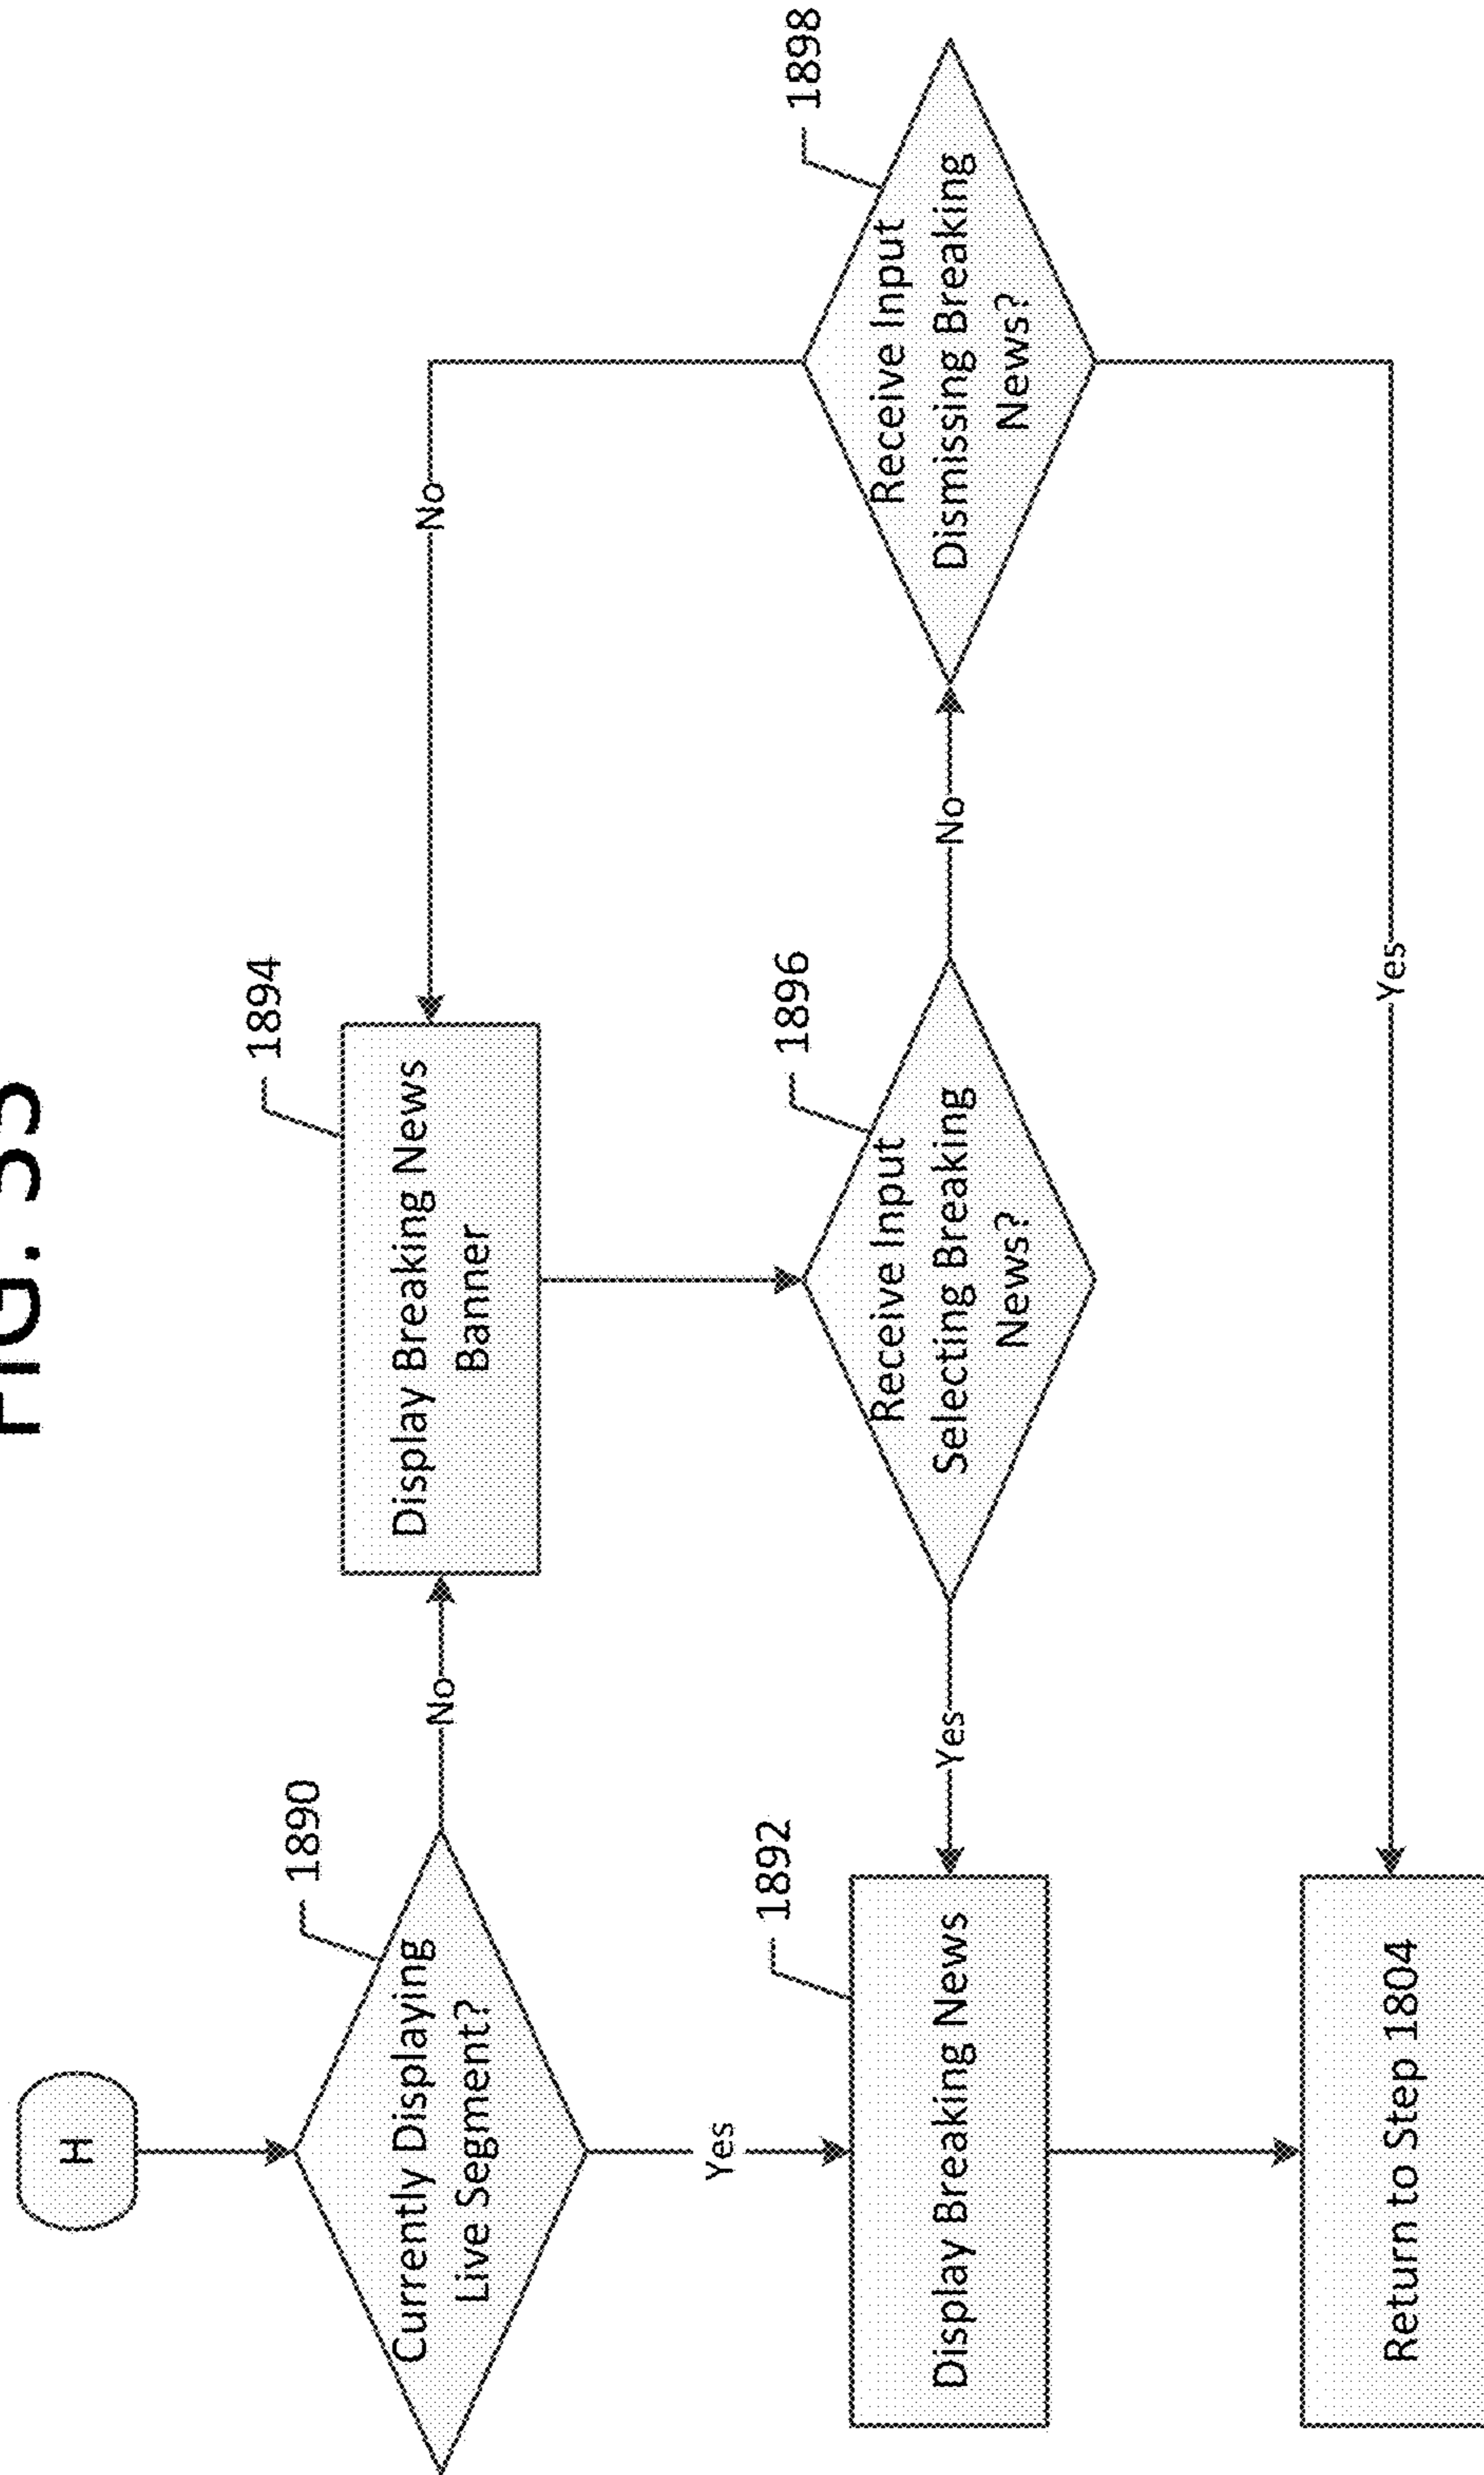 FIG.
H
1890
Currently Displaying
Live Segment?
No
1894
Display Breaking News
Banner
No
Yes
1892
Display Breaking News
Yes
1896
Receive Input
Selecting Breaking
News?
No
1898
Receive Input
Dismissing Breaking
News?
Yes
Return to Step 1804